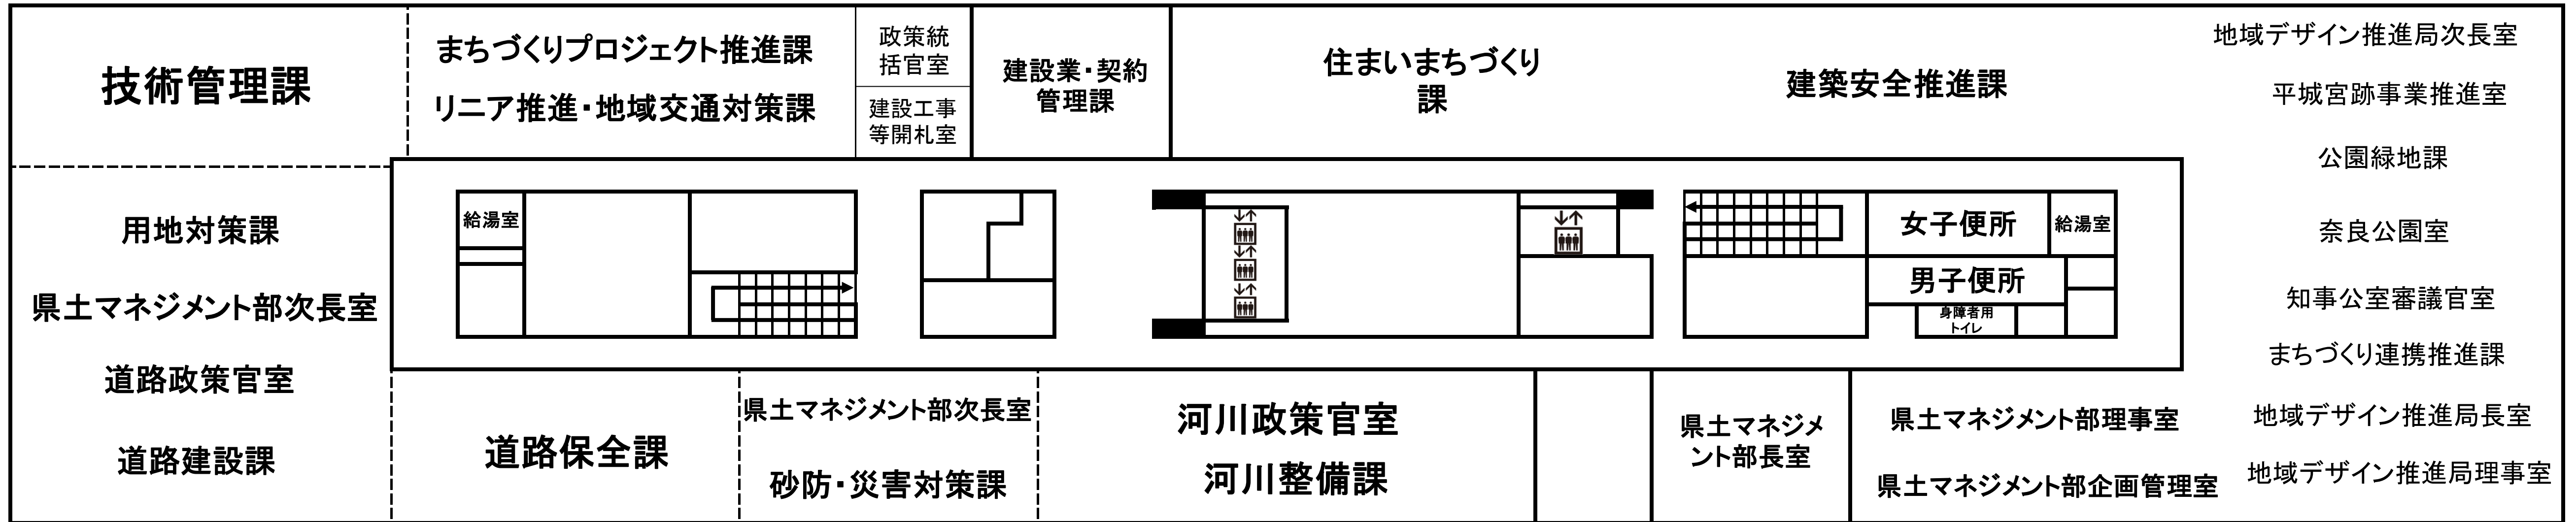 技術管理課
まちづくりプロジェクト推進課
リニア推進・地域交通対策課
政策統
括官室
建設工事
等開札室
建設業・契約
管理課
住まいまちづくり
課
建築安全推進課
地域デザイン推進局次長室
平城宮跡事業推進室
公園緑地課
奈良公園室
知事公室審議官室
まちづくり連携推進課
地域デザイン推進局長室
地域デザイン推進局理事室
用地対策課
県土マネジメント部次長室
道路政策官室
道路建設課
給湯室
女子便所
給湯室
男子便所
身障者用
トイレ
道路保全課
県土マネジメント部次長室
砂防・災害対策課
河川政策官室
河川整備課
県土マネジメ
ント部長室
県土マネジメント部理事室
県土マネジメント部企画管理室